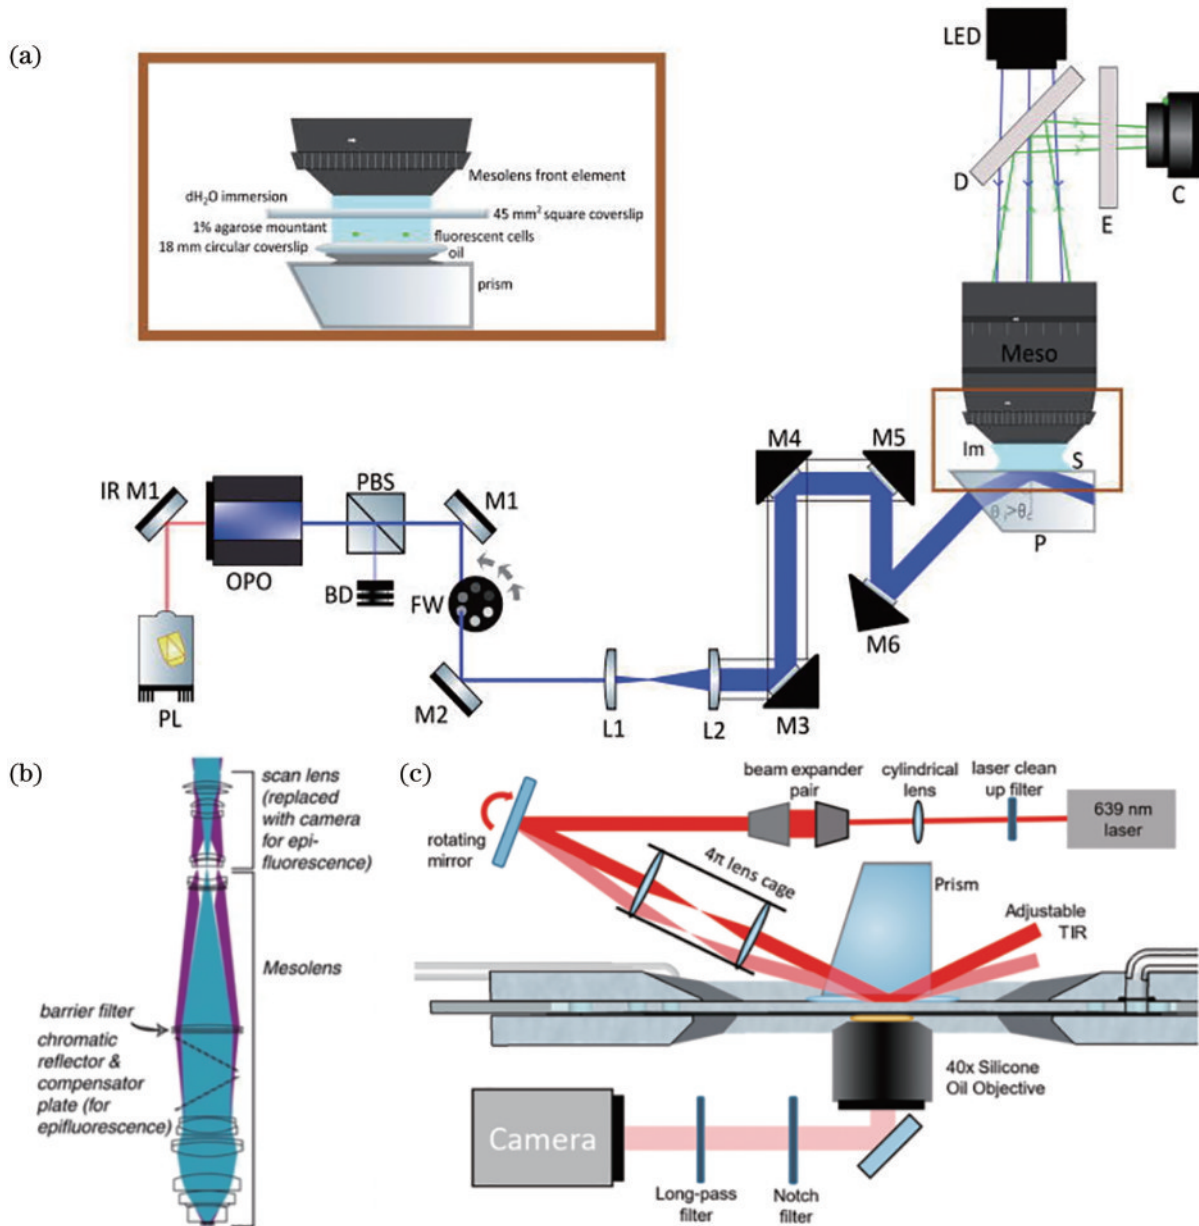 (a)
dH₂O immersion
Mesolens front element
45 mm² square coverslip
1% agarose mountant
fluorescent cells
18 mm circular coverslip
oil
prism
LED
D
E
C
Meso
Im
S
θᵢ>θ꜀
P
M4
M5
M6
IR M1
OPO
PBS
M1
BD
FW
PL
M2
L1
L2
M3
(b)
scan lens
(replaced
with camera
for epi-
fluorescence)
Mesolens
barrier filter
chromatic
reflector &
compensator
plate (for
epifluorescence)
(c)
beam expander
pair
cylindrical
lens
laser clean
up filter
639 nm
laser
rotating
mirror
4π lens cage
Prism
Adjustable
TIR
40x Silicone
Oil Objective
Camera
Long-pass
filter
Notch
filter